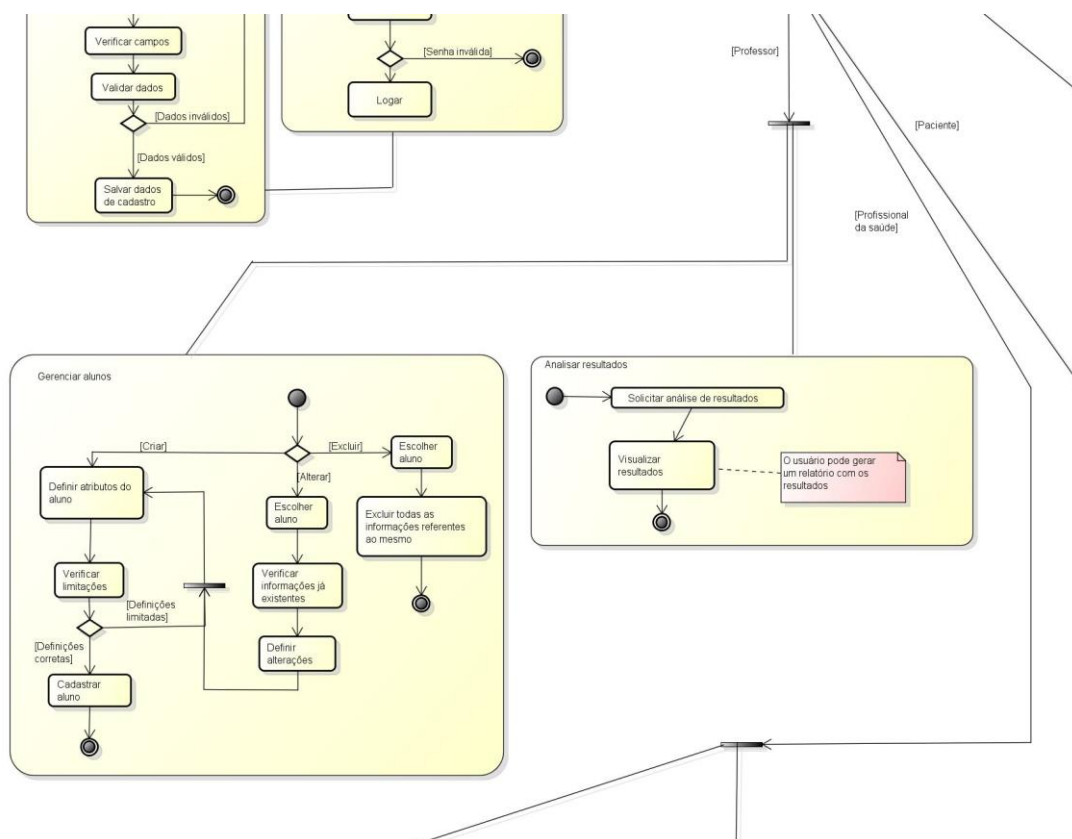 Verificar campos
Validar dados
[Dados inválidos]
[Dados válidos]
Salvar dados
de cadastro
[Senha inválida]
Logar
[Professor]
[Paciente]
[Profissional
da saúde]
Gerenciar alunos
[Criar]
[Excluir]
[Alterar]
Definir atributos do
aluno
Verificar
limitações
[Definições
limitadas]
[Definições
corretas]
Cadastrar
aluno
Escolher
aluno
Verificar
informações já
existentes
Definir
alterações
Escolher
aluno
Excluir todas as
informações referentes
ao mesmo
Analisar resultados
Solicitar análise de resultados
Visualizar
resultados
O usuário pode gerar
um relatório com os
resultados